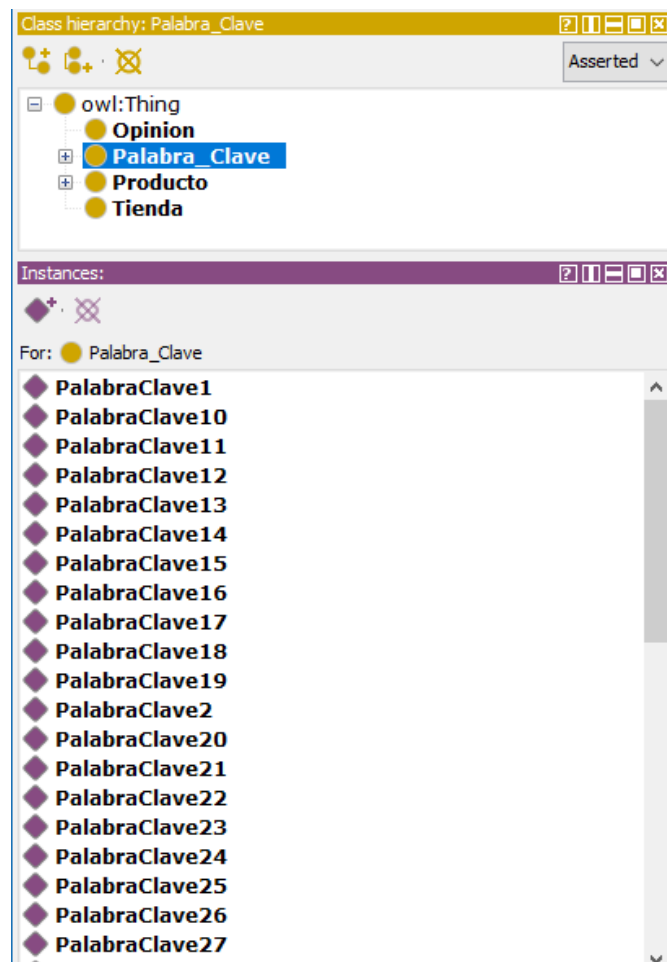 Class hierarchy: Palabra_Clave
Asserted
owl:Thing
Opinion
Palabra_Clave
Producto
Tienda
Instances:
For: Palabra_Clave
PalabraClave1
PalabraClave10
PalabraClave11
PalabraClave12
PalabraClave13
PalabraClave14
PalabraClave15
PalabraClave16
PalabraClave17
PalabraClave18
PalabraClave19
PalabraClave2
PalabraClave20
PalabraClave21
PalabraClave22
PalabraClave23
PalabraClave24
PalabraClave25
PalabraClave26
PalabraClave27